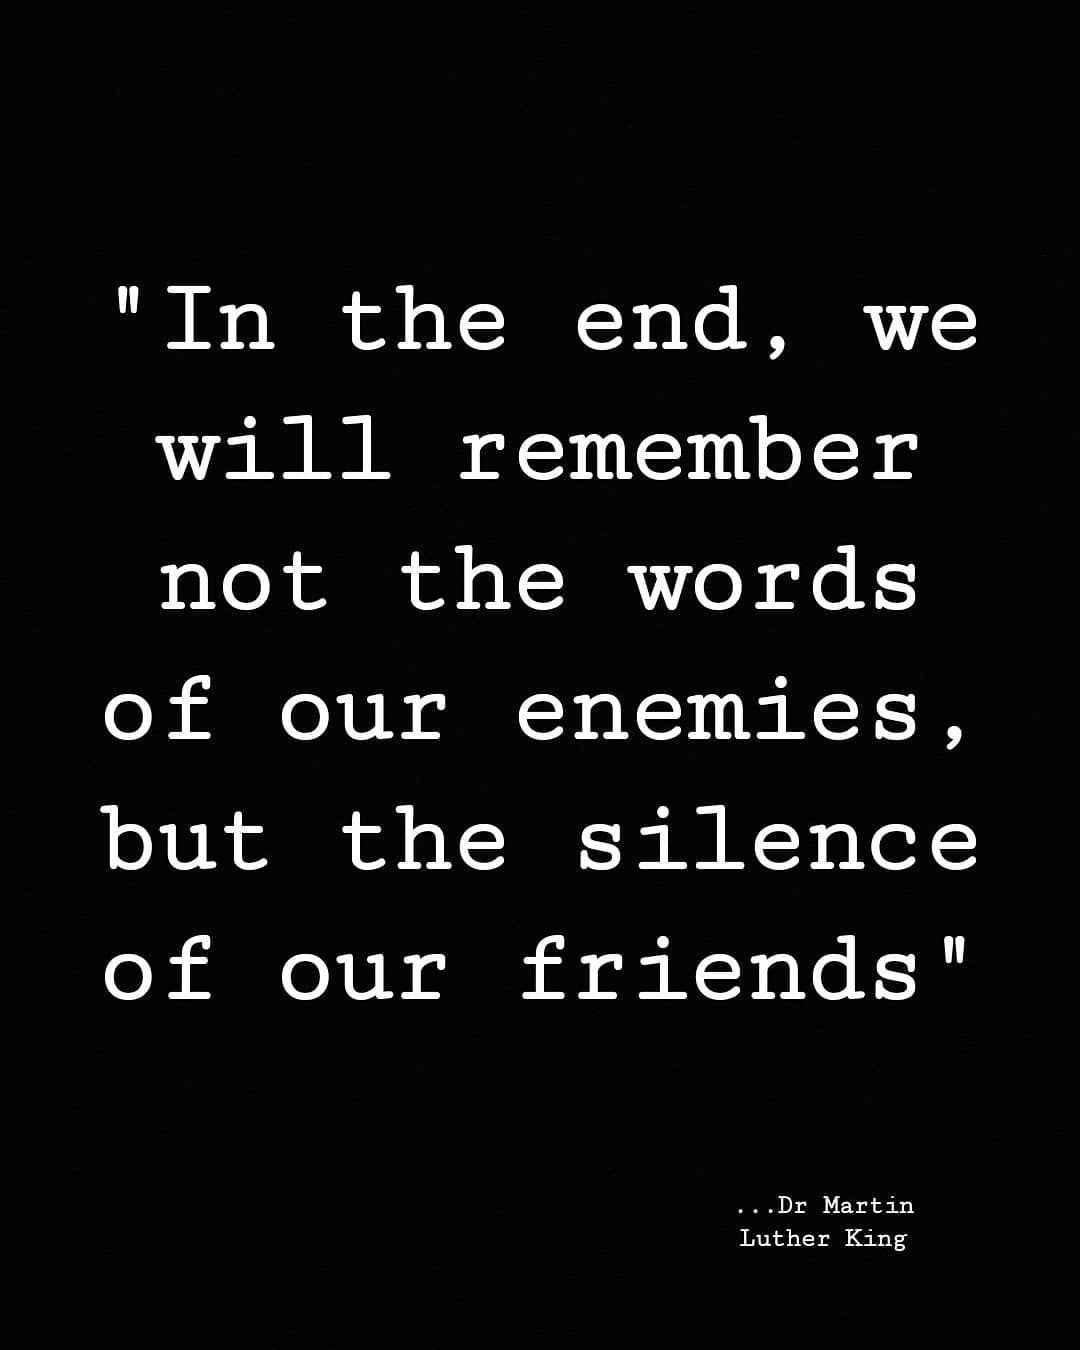 "In the end, we
will remember
not the words
of our enemies,
but the silence
of our friends"
...Dr Martin
Luther King